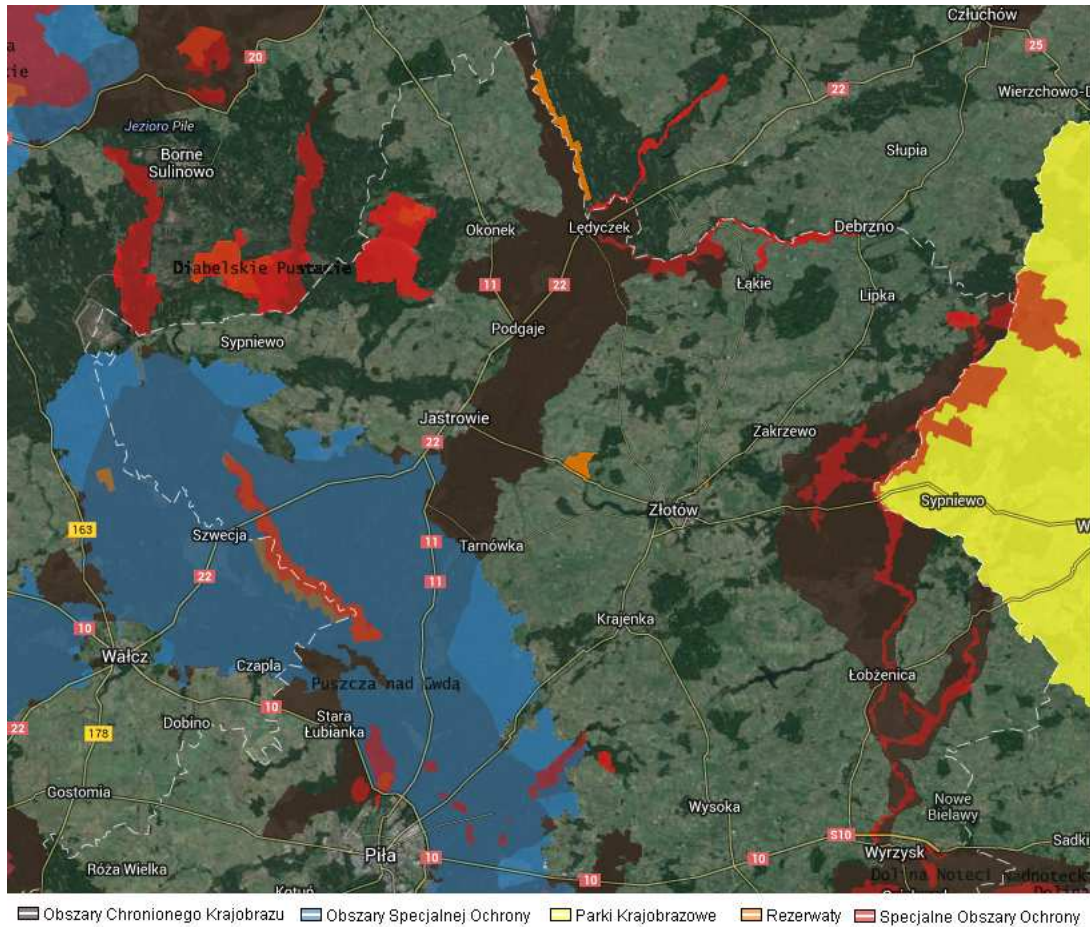 Człuchów
20
25
22
Wierzchowo-D
Jezioro Pile
Borne
Sulinowo
Słupia
Okonek
Lędyczek
Debrzno
Diabelskie Pustacie
Łąkie
11
22
Lipka
Podgaje
Sypniewo
Jastrowie
22
Zakrzewo
Złotów
Sypniewo
163
Szwecja
11
Tarnówka
W
22
11
Krajenka
10
Wałcz
Czapla
Puszcza nad Gwdą
Łobżenica
10
Stara
Łubianka
Dobino
22
178
Gostomia
Wysoka
Nowe
Bielawy
S10
Piła
10
10
Wyrzysk
Sadki
Róża Wielka
10
Dolina Noteci
Kotuń
Obszary Chronionego Krajobrazu
Obszary Specjalnej Ochrony
Parki Krajobrazowe
Rezerwaty
Specjalne Obszary Ochrony